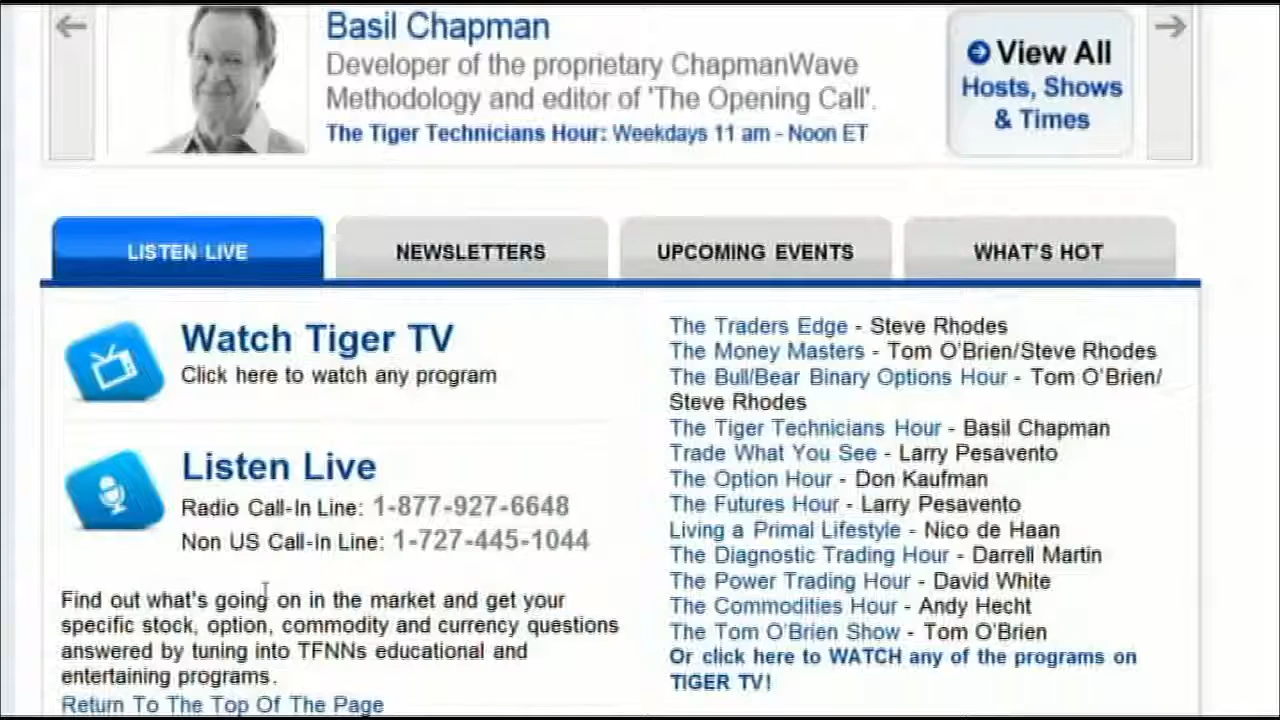 Basil Chapman
Developer of the proprietary ChapmanWave
Methodology and editor of 'The Opening Call'.
The Tiger Technicians Hour: Weekdays 11 am - Noon ET
View All
Hosts, Shows
& Times
LISTEN LIVE
NEWSLETTERS
UPCOMING EVENTS
WHAT'S HOT
Watch Tiger TV
Click here to watch any program
Listen Live
Radio Call-In Line: 1-877-927-6648
Non US Call-In Line: 1-727-445-1044
Find out what's going on in the market and get your
specific stock, option, commodity and currency questions
answered by tuning into TFNNs educational and
entertaining programs.
Return To The Top Of The Page
The Traders Edge - Steve Rhodes
The Money Masters - Tom O'Brien/Steve Rhodes
The Bull/Bear Binary Options Hour - Tom O'Brien/
Steve Rhodes
The Tiger Technicians Hour - Basil Chapman
Trade What You See - Larry Pesavento
The Option Hour - Don Kaufman
The Futures Hour - Larry Pesavento
Living a Primal Lifestyle - Nico de Haan
The Diagnostic Trading Hour - Darrell Martin
The Power Trading Hour - David White
The Commodities Hour - Andy Hecht
The Tom O'Brien Show - Tom O'Brien
Or click here to WATCH any of the programs on
TIGER TV!